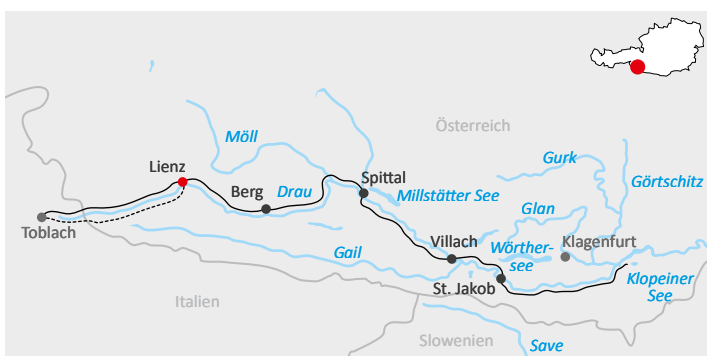 Österreich
Möll
Gurk
Lienz
Spittal
Görtschitz
Berg
Drau
Millstätter See
Glan
Toblach
Villach
Wörther-
see
Klagenfurt
Gail
St. Jakob
Klopeiner
See
Italien
Slowenien
Save